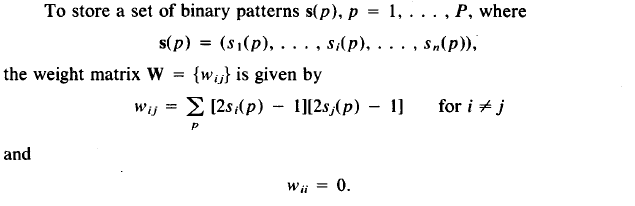 To store a set of binary patterns s(p), p = 1, . . . , P, where
s(p) = (s₁(p), . . . , sᵢ(p), . . . , sₙ(p)),
the weight matrix W = {wᵢⱼ} is given by
wᵢⱼ = ∑ [2sᵢ(p) − 1][2sⱼ(p) − 1] for i ≠ j
p
and
wᵢᵢ = 0.